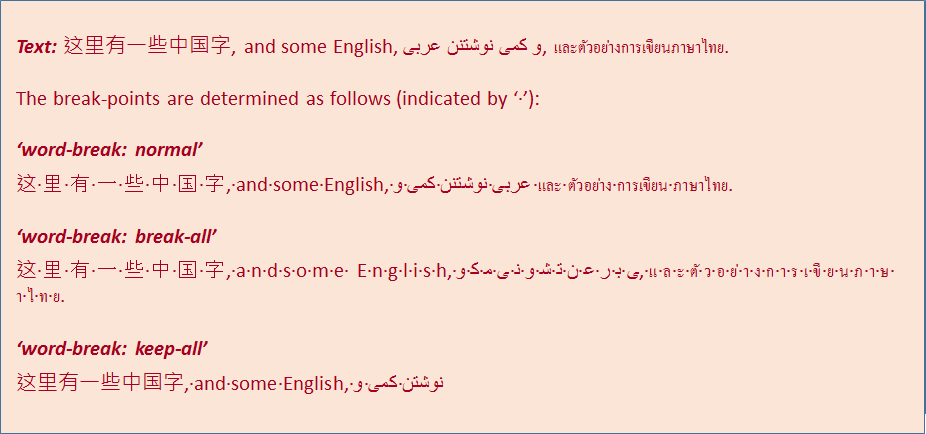 Text: 这里有一些中国字, and some English, و کمی نوشتنن عربی, และตัวอย่างการเขียนภาษาไทย.
The break-points are determined as follows (indicated by ‘·’):
‘word-break: normal’
这·里·有·一·些·中·国·字,·and·some·English,·و·کمی·نوشتنن·عربی·และ·ตัวอย่าง·การเขียน·ภาษาไทย.
‘word-break: break-all’
这·里·有·一·些·中·国·字,·a·n·d·s·o·m·e· E·n·g·l·i·s·h,·و·ک·م·ی·ن·و·ش·ت·ن·ع·ر·ب·ی,·แ·ล·ะ·ตั·ว·อ·ย่·า·ง·ก·า·ร·เ·ขี·ย·น·ภ·า·ษ·
า·ไ·ท·ย.
‘word-break: keep-all’
这里有一些中国字,·and·some·English,·و·کمی·نوشتن